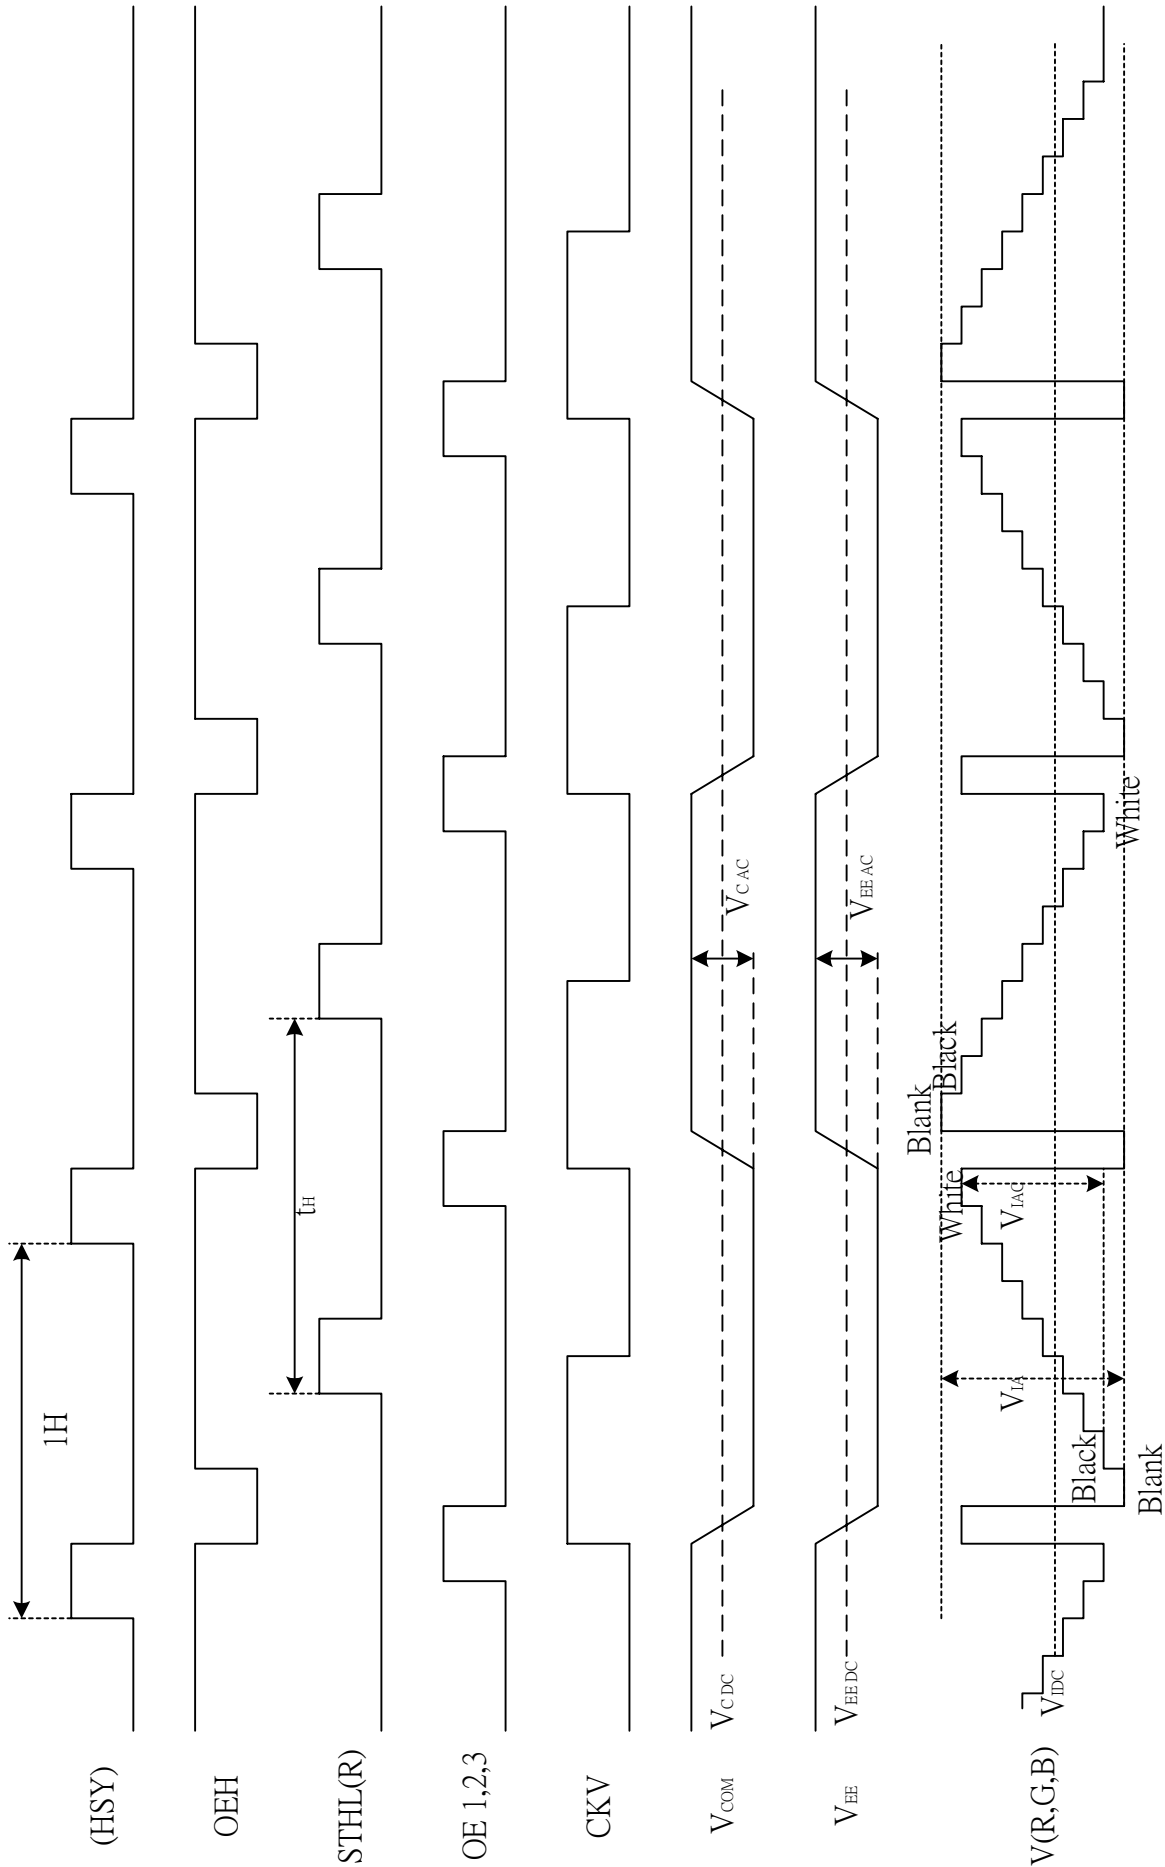 (HSY)
1H
OEH
STHL(R)
tH
OE 1,2,3
CKV
VCOM
VC DC
VC AC
VEE
VEE DC
VEE AC
V(R,G,B)
VIDC
Black
Blank
VIA
White
VIAC
Blank
Black
White